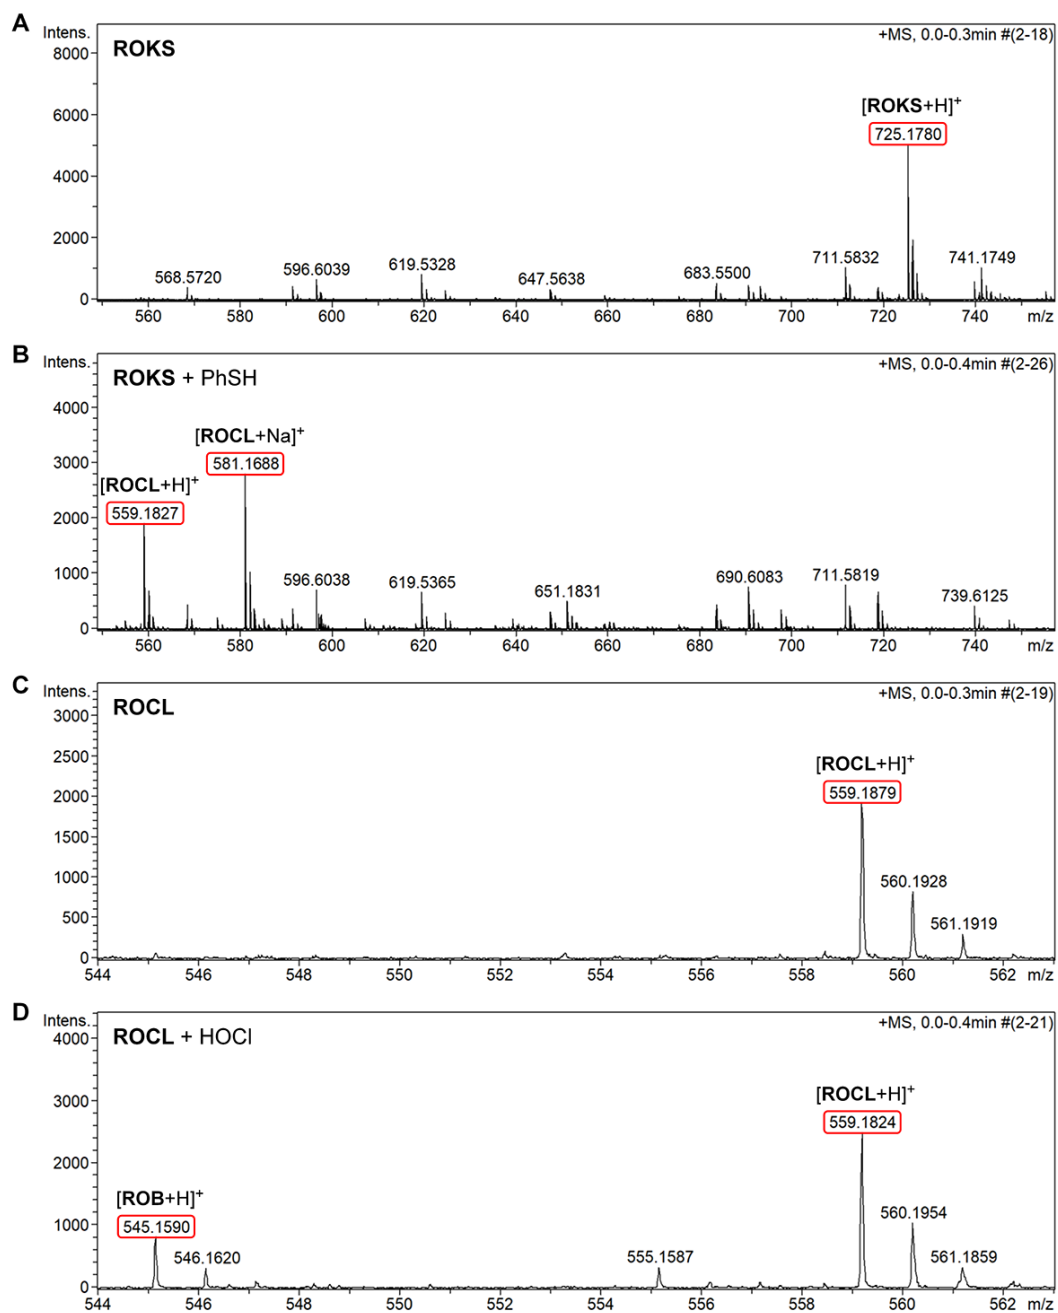 A
Intens.
+MS, 0.0-0.3min #(2-18)
ROKS
8000
6000
[ROKS+H]+
725.1780
4000
2000
568.5720
596.6039
619.5328
647.5638
683.5500
711.5832
741.1749
0
560 580 600 620 640 660 680 700 720 740 m/z
B
Intens.
+MS, 0.0-0.4min #(2-26)
ROKS + PhSH
4000
[ROCL+Na]+
581.1688
3000
[ROCL+H]+
559.1827
2000
1000
596.6038
619.5365
651.1831
690.6083
711.5819
739.6125
0
560 580 600 620 640 660 680 700 720 740 m/z
C
Intens.
+MS, 0.0-0.3min #(2-19)
ROCL
3000
2500
[ROCL+H]+
559.1879
2000
1500
1000
560.1928
500
561.1919
0
544 546 548 550 552 554 556 558 560 562 m/z
D
Intens.
+MS, 0.0-0.4min #(2-21)
ROCL + HOCl
4000
3000
[ROCL+H]+
559.1824
2000
[ROB+H]+
545.1590
1000
546.1620
555.1587
560.1954
561.1859
0
544 546 548 550 552 554 556 558 560 562 m/z